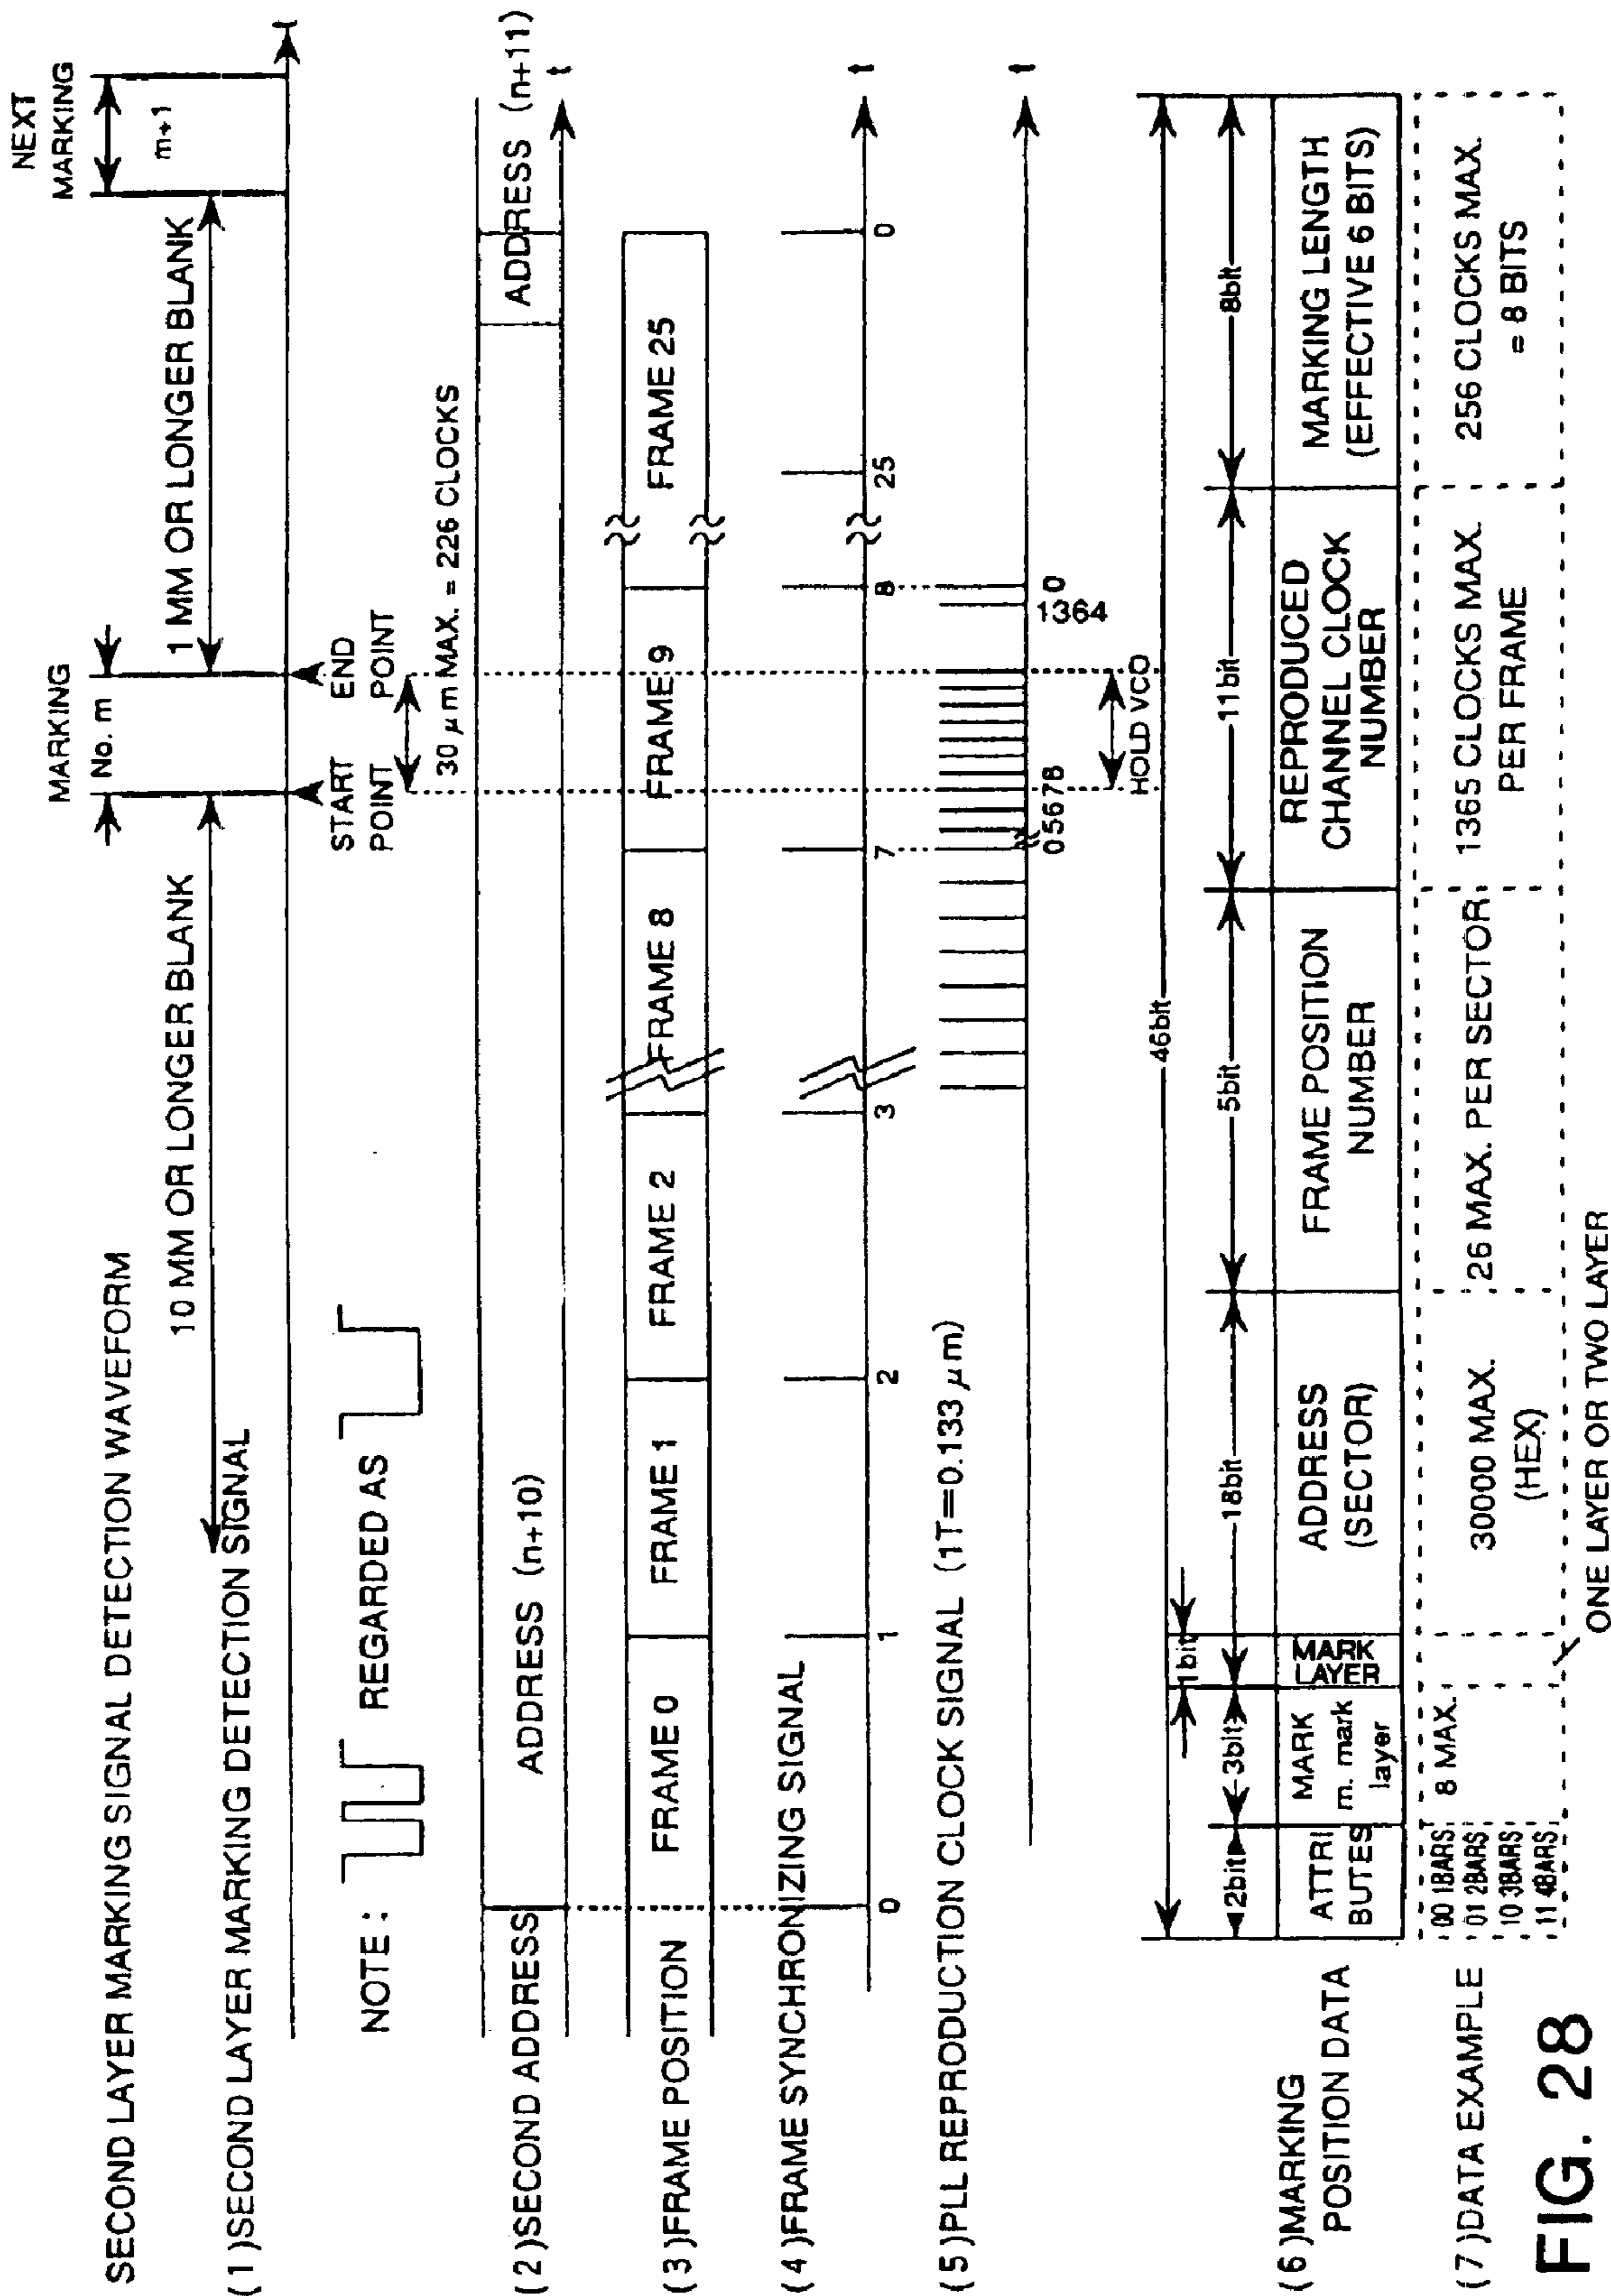 SECOND LAYER MARKING SIGNAL DETECTION WAVEFORM
MARKING
No. m
NEXT
MARKING
m+1
10 MM OR LONGER BLANK
1 MM OR LONGER BLANK
(1)SECOND LAYER MARKING DETECTION SIGNAL
t
START
POINT
END
POINT
NOTE :
REGARDED AS
30 μm MAX. = 226 CLOCKS
(2)SECOND ADDRESS
ADDRESS (n+10)
ADDRESS (n+11)
t
(3)FRAME POSITION
FRAME 0
FRAME 1
FRAME 2
FRAME 8
FRAME 9
FRAME 25
(4)FRAME SYNCHRONIZING SIGNAL
t
0
1
2
3
7
8
25
0
(5)PLL REPRODUCTION CLOCK SIGNAL (1T=0.133 μm)
t
05678
1364
0
HOLD VCO
46bit
2bit
3bit
1bit
18bit
5bit
11bit
8bit
(6)MARKING
POSITION DATA
ATTRI
BUTES
MARK
m. mark
layer
MARK
LAYER
ADDRESS
(SECTOR)
FRAME POSITION
NUMBER
REPRODUCED
CHANNEL CLOCK
NUMBER
MARKING LENGTH
(EFFECTIVE 6 BITS)
(7)DATA EXAMPLE
00 1BARS
01 2BARS
10 3BARS
11 4BARS
8 MAX.
30000 MAX.
(HEX)
26 MAX. PER SECTOR
1365 CLOCKS MAX.
PER FRAME
256 CLOCKS MAX.
= 8 BITS
ONE LAYER OR TWO LAYER
FIG. 28